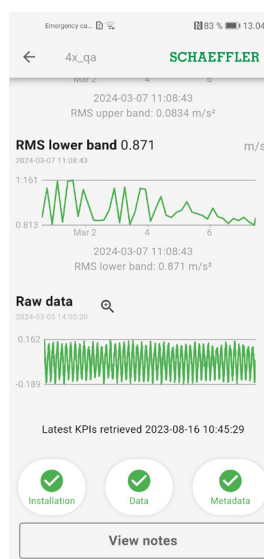 Emergency ca...
83 % 13.04
4x_qa
SCHAEFFLER
Mar 2 4 6
2024-03-07 11:08:43
RMS upper band: 0.0834 m/s²
RMS lower band 0.871 m/s
2024-03-07 11:08:43
1.161
0.813
Mar 2 4 6
2024-03-07 11:08:43
RMS lower band: 0.871 m/s²
Raw data
2024-03-05 14:00:20
0.162
-0.189
Latest KPIs retrieved 2023-08-16 10:45:29
Installation
Data
Metadata
View notes